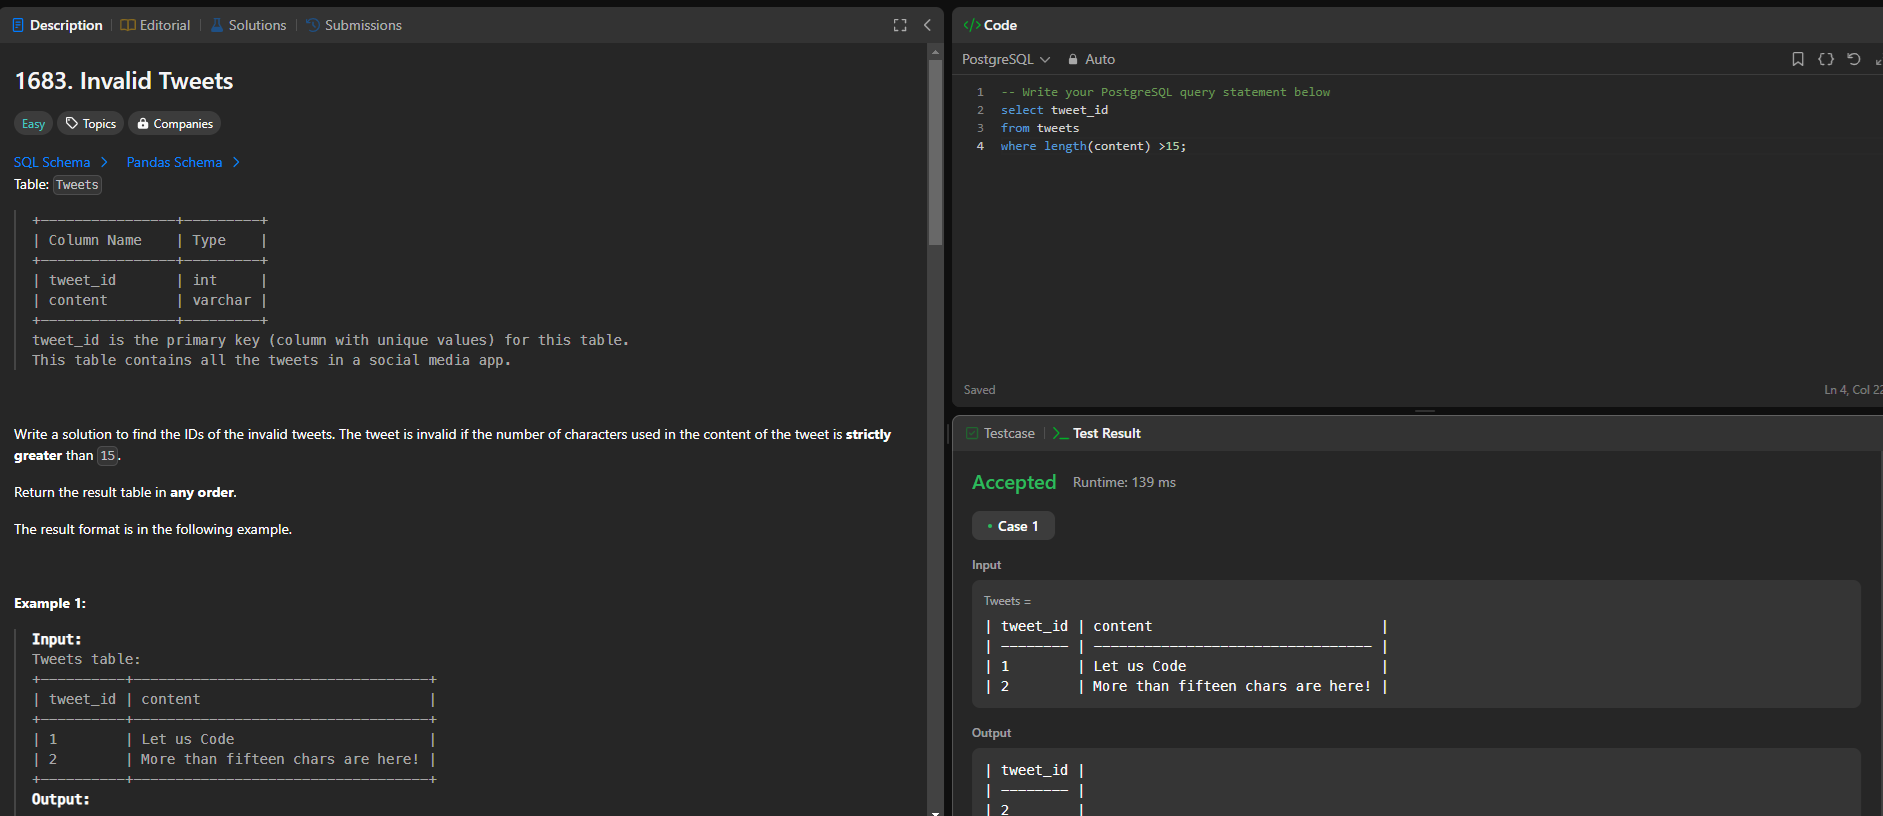 Description | Editorial | Solutions | Submissions
1683. Invalid Tweets
Easy Topics Companies
SQL Schema > Pandas Schema >
Table: Tweets
+----------------+---------+
| Column Name    | Type    |
+----------------+---------+
| tweet_id       | int     |
| content        | varchar |
+----------------+---------+
tweet_id is the primary key (column with unique values) for this table.
This table contains all the tweets in a social media app.
Write a solution to find the IDs of the invalid tweets. The tweet is invalid if the number of characters used in the content of the tweet is strictly
greater than 15.
Return the result table in any order.
The result format is in the following example.
Example 1:
Input:
Tweets table:
+----------+-----------------------------------+
| tweet_id | content                           |
+----------+-----------------------------------+
| 1        | Let us Code                       |
| 2        | More than fifteen chars are here! |
+----------+-----------------------------------+
Output:
</> Code
PostgreSQL Auto
1 -- Write your PostgreSQL query statement below
2 select tweet_id
3 from tweets
4 where length(content) >15;
Saved Ln 4, Col 22
Testcase | >_ Test Result
Accepted Runtime: 139 ms
• Case 1
Input
Tweets =
| tweet_id | content                           |
| -------- | --------------------------------- |
| 1        | Let us Code                       |
| 2        | More than fifteen chars are here! |
Output
| tweet_id |
| -------- |
| 2        |